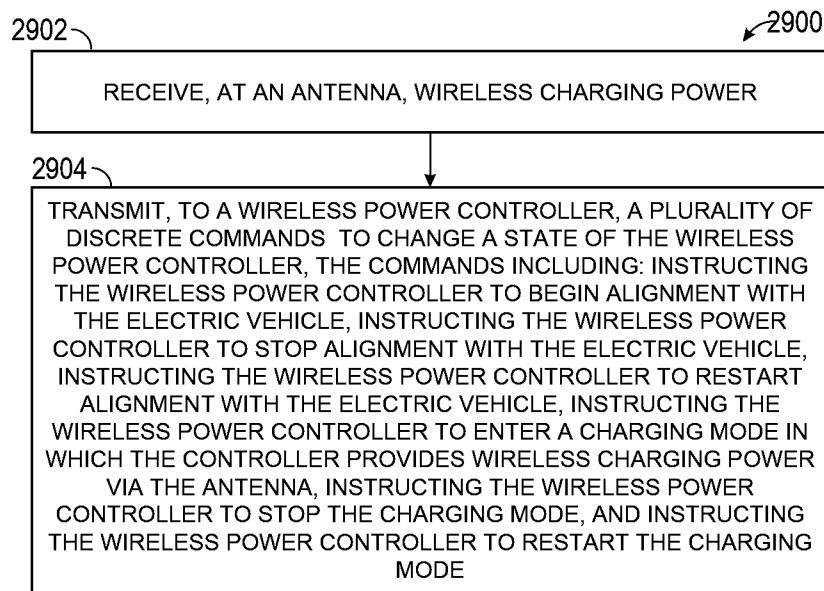 2902
2900
RECEIVE, AT AN ANTENNA, WIRELESS CHARGING POWER
2904
TRANSMIT, TO A WIRELESS POWER CONTROLLER, A PLURALITY OF
DISCRETE COMMANDS TO CHANGE A STATE OF THE WIRELESS
POWER CONTROLLER, THE COMMANDS INCLUDING: INSTRUCTING
THE WIRELESS POWER CONTROLLER TO BEGIN ALIGNMENT WITH
THE ELECTRIC VEHICLE, INSTRUCTING THE WIRELESS POWER
CONTROLLER TO STOP ALIGNMENT WITH THE ELECTRIC VEHICLE,
INSTRUCTING THE WIRELESS POWER CONTROLLER TO RESTART
ALIGNMENT WITH THE ELECTRIC VEHICLE, INSTRUCTING THE
WIRELESS POWER CONTROLLER TO ENTER A CHARGING MODE IN
WHICH THE CONTROLLER PROVIDES WIRELESS CHARGING POWER
VIA THE ANTENNA, INSTRUCTING THE WIRELESS POWER
CONTROLLER TO STOP THE CHARGING MODE, AND INSTRUCTING
THE WIRELESS POWER CONTROLLER TO RESTART THE CHARGING
MODE